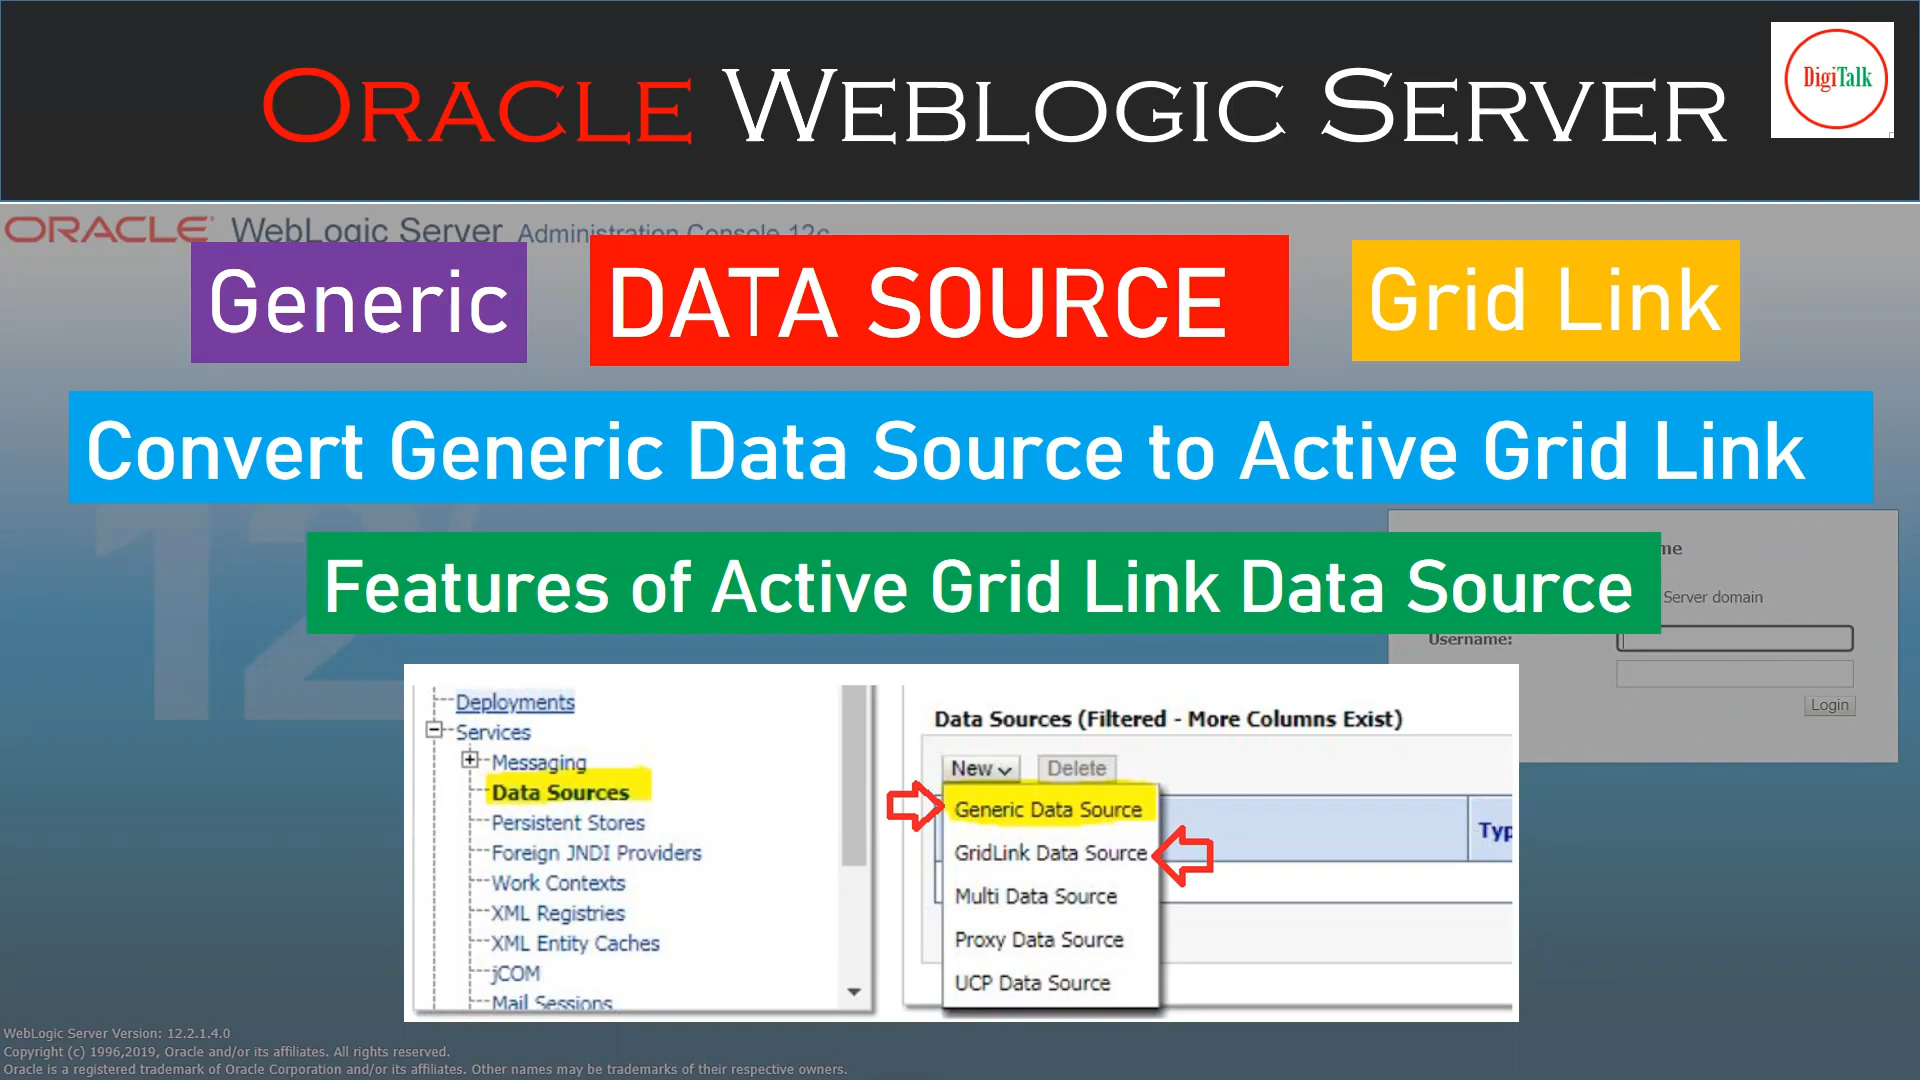 ORACLE WEBLOGIC SERVER
DigiTalk
ORACLE WebLogic Server Administration Console 12c
Generic
DATA SOURCE
Grid Link
Convert Generic Data Source to Active Grid Link
Features of Active Grid Link Data Source
Server domain
Username:
Login
Deployments
Services
Messaging
Data Sources
Persistent Stores
Foreign JNDI Providers
Work Contexts
XML Registries
XML Entity Caches
jCOM
Mail Sessions
Data Sources (Filtered - More Columns Exist)
New Delete
Generic Data Source
GridLink Data Source
Multi Data Source
Proxy Data Source
UCP Data Source
WebLogic Server Version: 12.2.1.4.0
Copyright (c) 1996,2019, Oracle and/or its affiliates. All rights reserved.
Oracle is a registered trademark of Oracle Corporation and/or its affiliates. Other names may be trademarks of their respective owners.